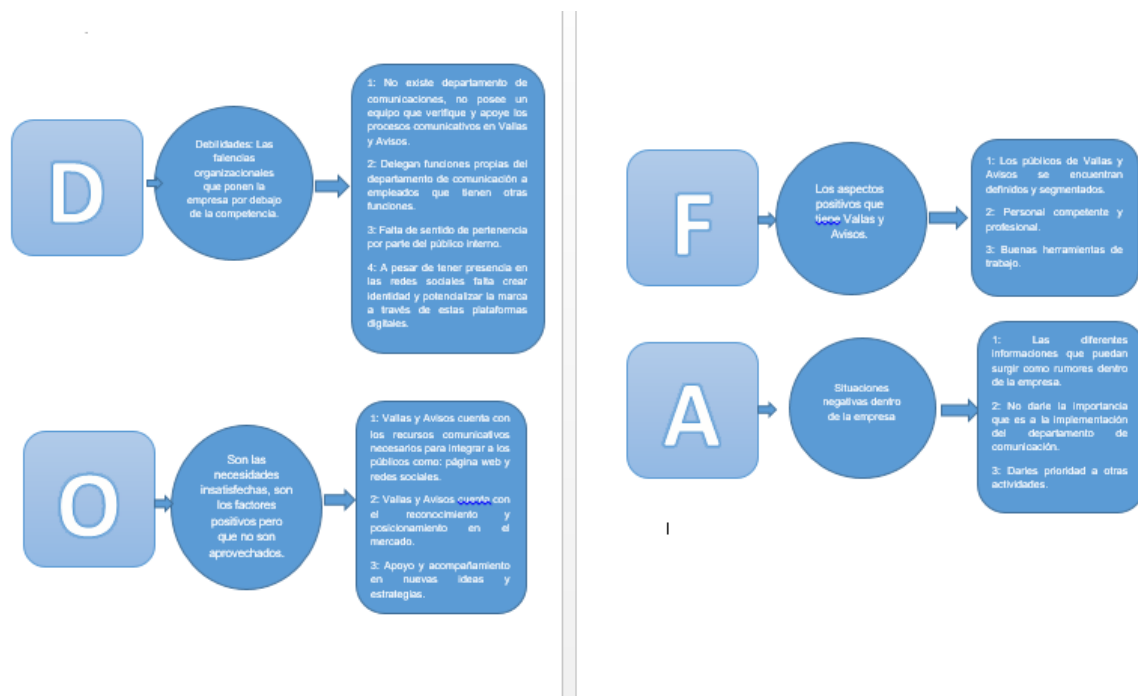 D
Debilidades: Las
falencias
organizacionales
que ponen la
empresa por debajo
de la competencia.
1: No existe departamento de
comunicaciones, no posee un
equipo que verifique y apoye los
procesos comunicativos en Vallas
y Avisos.
2: Delegan funciones propias del
departamento de comunicación a
empleados que tienen otras
funciones.
3: Falta de sentido de pertenencia
por parte del público interno.
4: A pesar de tener presencia en
las redes sociales falta crear
identidad y potencializar la marca
a través de estas plataformas
digitales.
O
Son las
necesidades
insatisfechas, son
los factores
positivos pero
que no son
aprovechados.
1: Vallas y Avisos cuenta con
los recursos comunicativos
necesarios para integrar a los
públicos como: página web y
redes sociales.
2: Vallas y Avisos cuenta con
el reconocimiento y
posicionamiento en el
mercado.
3: Apoyo y acompañamiento
en nuevas ideas y
estrategias.
F
Los aspectos
positivos que
tiene Vallas y
Avisos.
1: Los públicos de Vallas y
Avisos se encuentran
definidos y segmentados.
2: Personal competente y
profesional.
3: Buenas herramientas de
trabajo.
A
Situaciones
negativas dentro
de la empresa
1: Las diferentes
informaciones que puedan
surgir como rumores dentro
de la empresa.
2: No darle la importancia
que es a la implementación
del departamento de
comunicación.
3: Darles prioridad a otras
actividades.